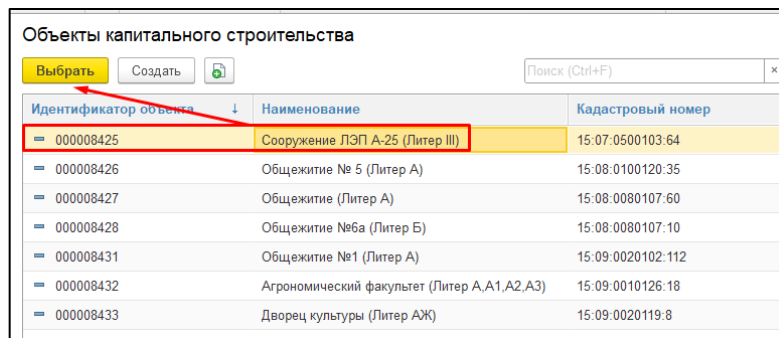 Объекты капитального строительства
Выбрать Создать Поиск (Ctrl+F) ×
Идентификатор объекта ↓ Наименование Кадастровый номер
000008425 Сооружение ЛЭП А-25 (Литер III) 15:07:0500103:64
000008426 Общежитие № 5 (Литер А) 15:08:0100120:35
000008427 Общежитие (Литер А) 15:08:0080107:60
000008428 Общежитие №6а (Литер Б) 15:08:0080107:10
000008431 Общежитие №1 (Литер А) 15:09:0020102:112
000008432 Агрономический факультет (Литер А,А1,А2,А3) 15:09:0010126:18
000008433 Дворец культуры (Литер АЖ) 15:09:0020119:8